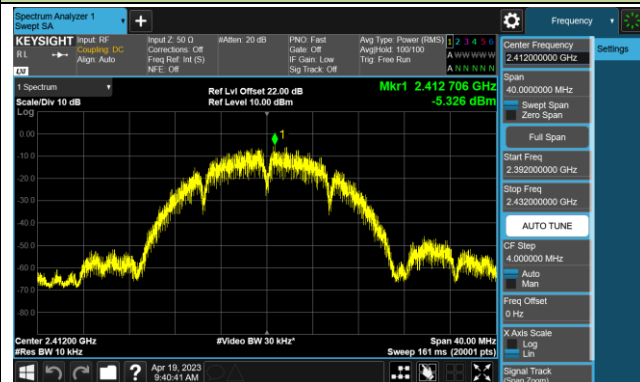 Spectrum Analyzer 1
Swept SA
Frequency
KEYSIGHT
Input: RF
Coupling: DC
Align: Auto
Input Z: 50 Ω
Corrections: Off
Freq Ref: Int (S)
NFE: Off
#Atten: 20 dB
PNO: Fast
Gate: Off
IF Gain: Low
Sig Track: Off
Avg Type: Power (RMS)
Avg|Hold: 100/100
Trig: Free Run
1 2 3 4 5 6
A W W W W W
A N N N N N
RL
LXI
1 Spectrum
Scale/Div 10 dB
Log
Ref Lvl Offset 22.00 dB
Ref Level 10.00 dBm
Mkr1 2.412 706 GHz
-5.326 dBm
1
0.00
-10.0
-20.0
-30.0
-40.0
-50.0
-60.0
-70.0
-80.0
Center 2.41200 GHz
#Res BW 10 kHz
#Video BW 30 kHz*
Span 40.00 MHz
Sweep 161 ms (20001 pts)
Apr 19, 2023
9:40:41 AM
Center Frequency
2.412000000 GHz
Settings
Span
40.0000000 MHz
Swept Span
Zero Span
Full Span
Start Freq
2.392000000 GHz
Stop Freq
2.432000000 GHz
AUTO TUNE
CF Step
4.000000 MHz
Auto
Man
Freq Offset
0 Hz
X Axis Scale
Log
Lin
Signal Track
(Span Zoom)